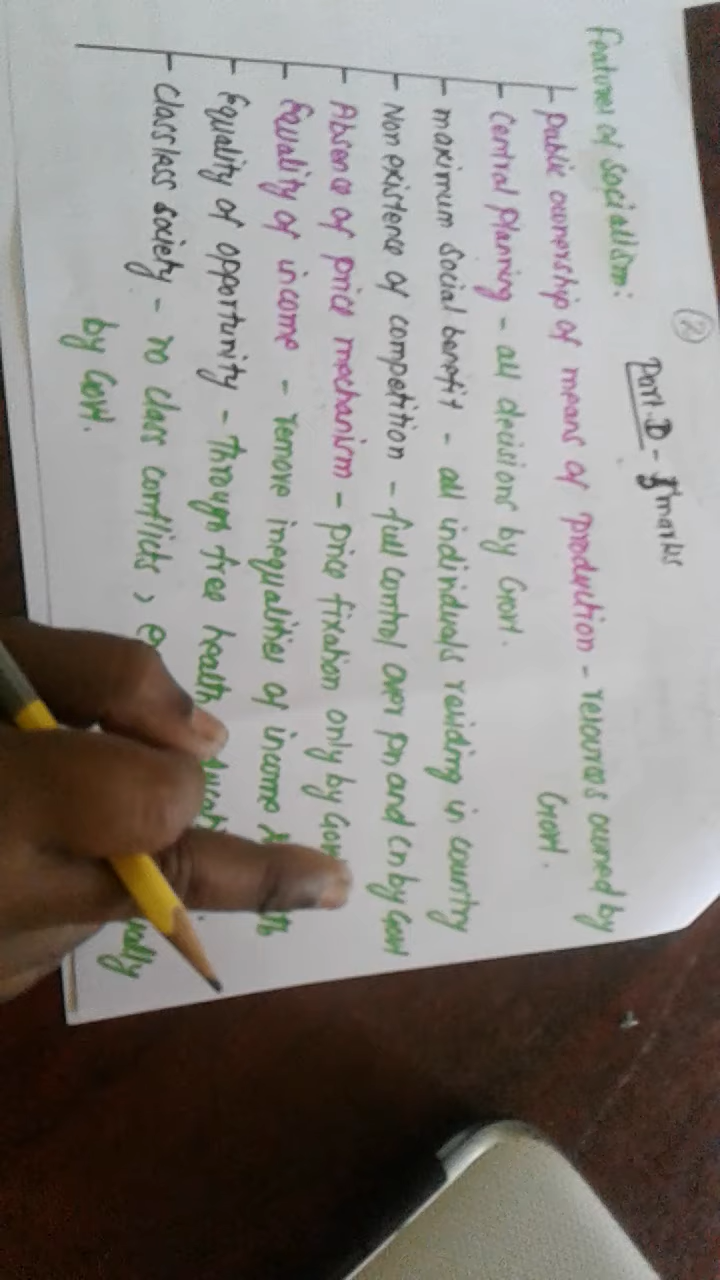 (2)
Part-D - 5 marks
Features of Socialism:
Public ownership of means of production - resources owned by
Govt.
Central Planning - all decisions by Govt.
maximum social benefit - all individuals residing in country
Non existence of competition - full control over pn and cn by Govt
Absence of price mechanism - price fixation only by Govt
Equality of income - remove inequalities of income
Equality of opportunity - through free health
Classless society - no class conflicts,
by Govt.